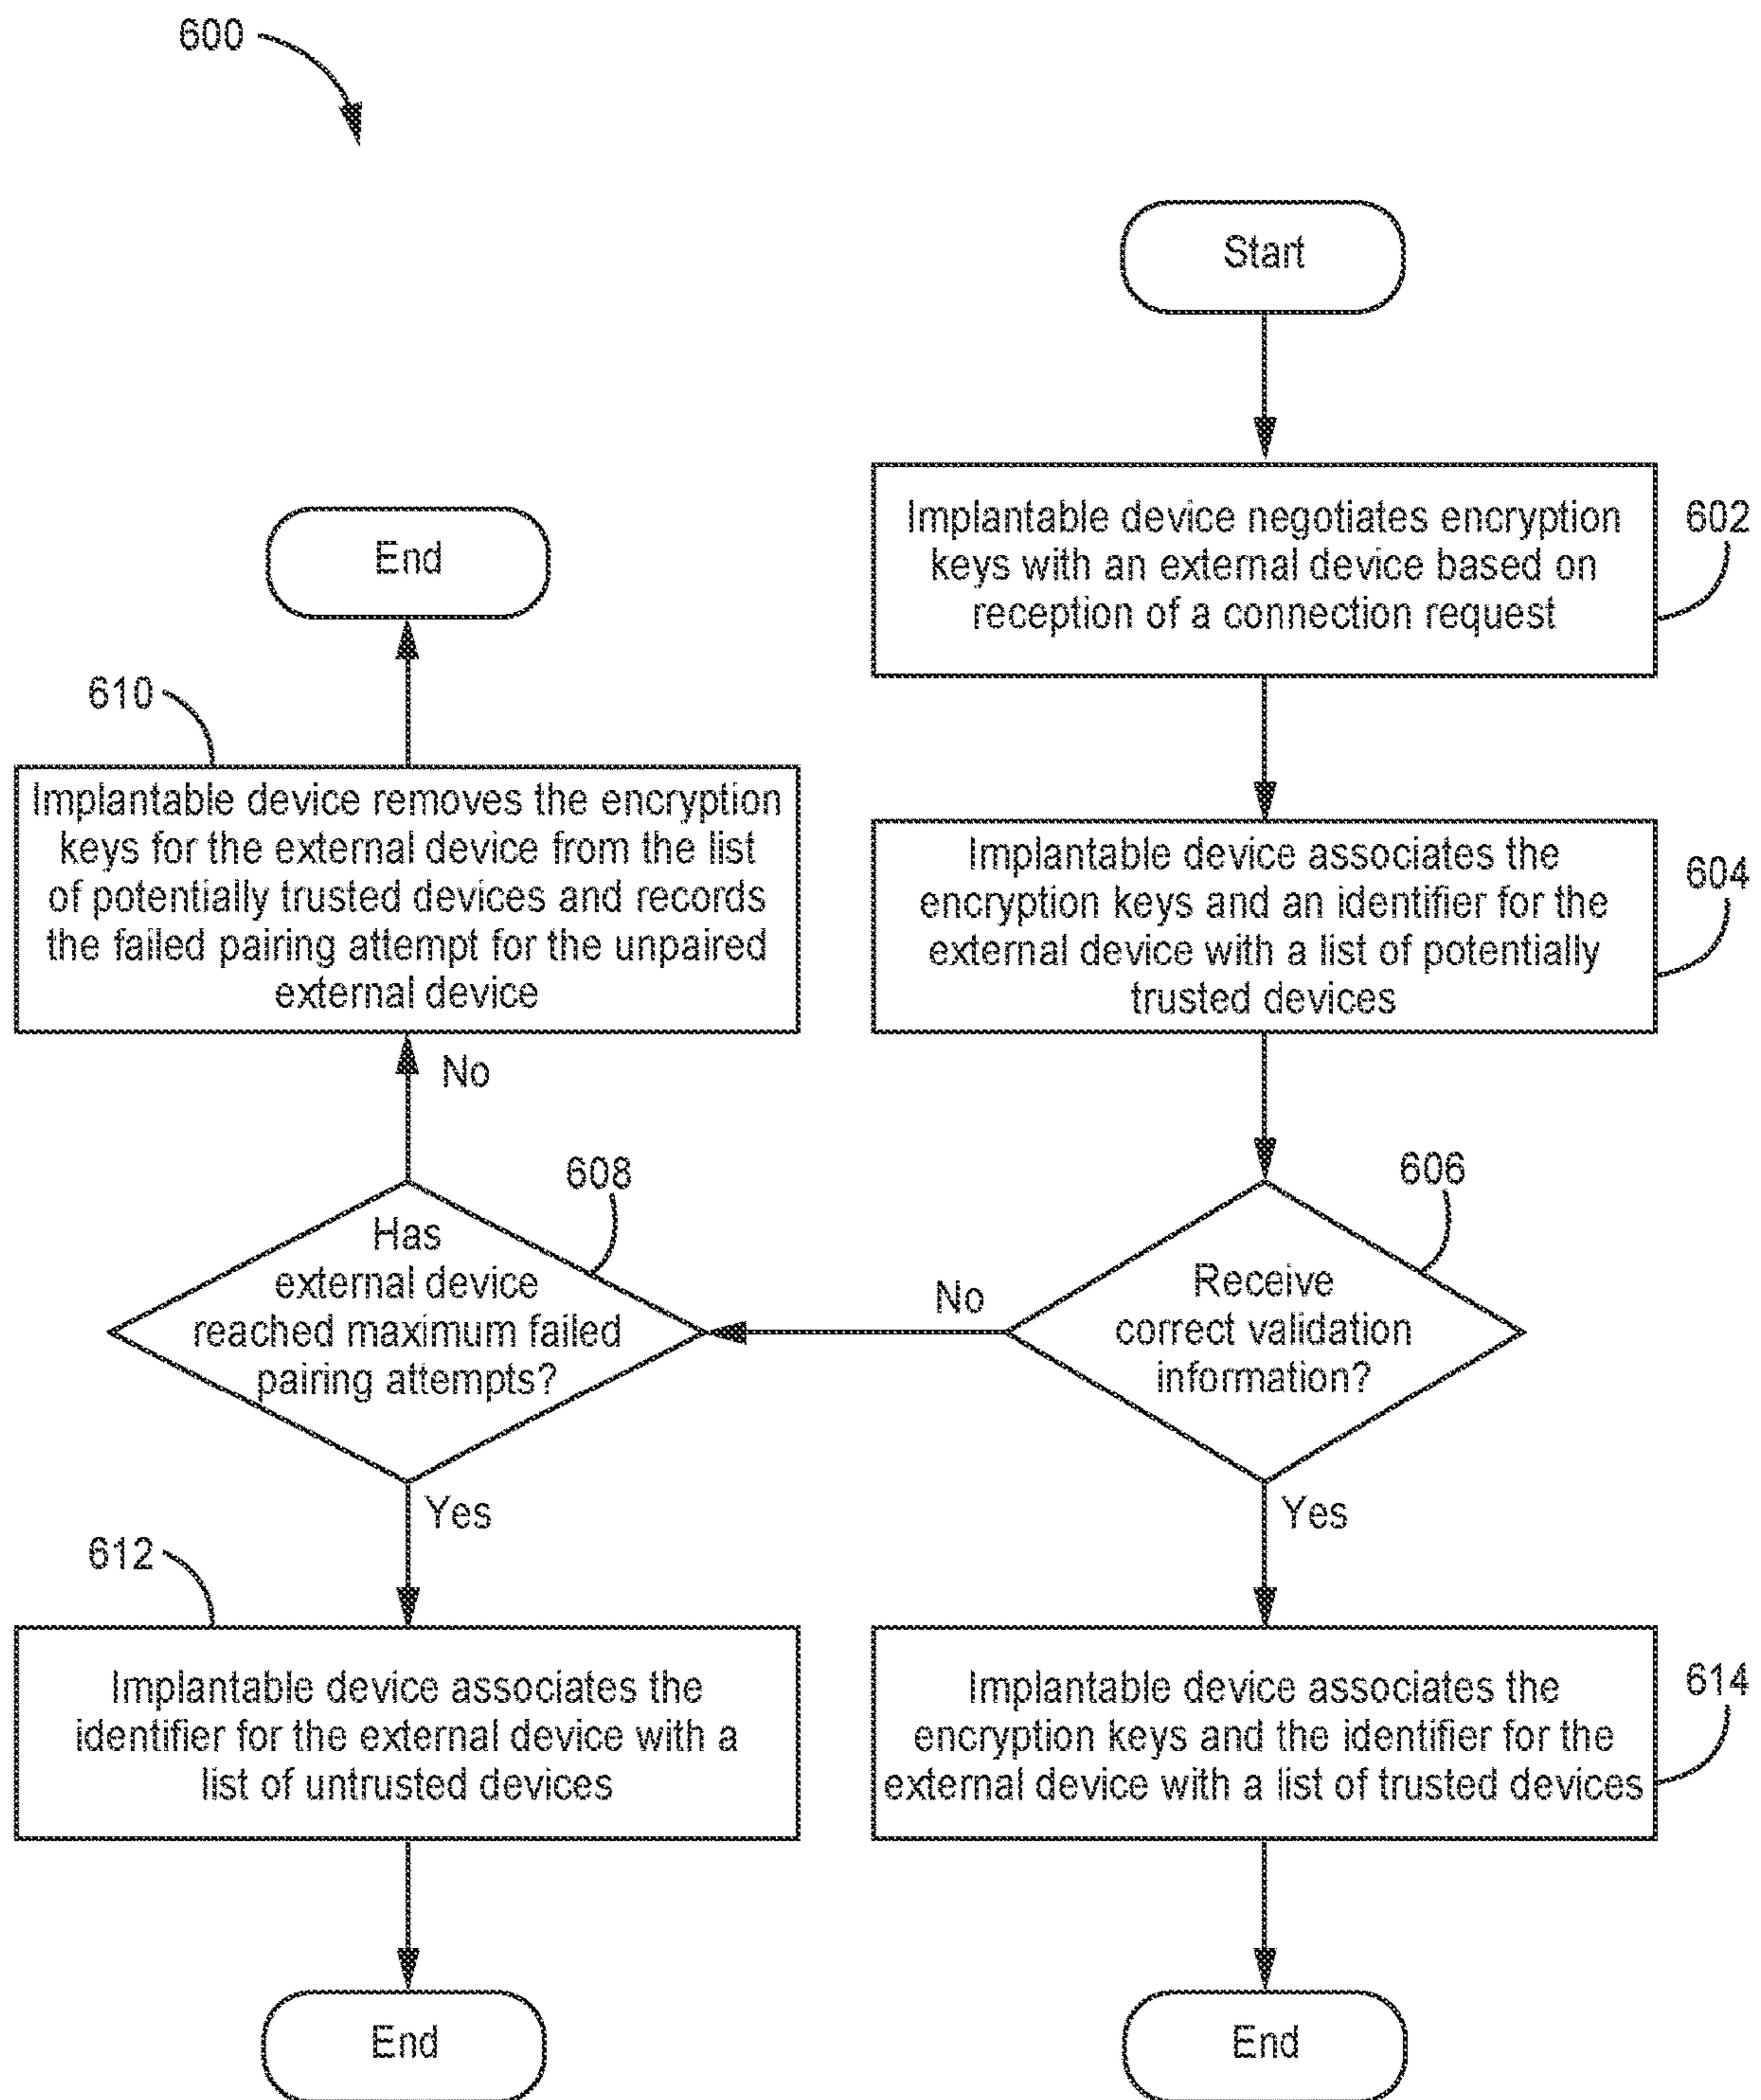 600
Start
Implantable device negotiates encryption
keys with an external device based on
reception of a connection request
602
Implantable device associates the
encryption keys and an identifier for the
external device with a list of potentially
trusted devices
604
Receive
correct validation
information?
606
No
Yes
Has
external device
reached maximum failed
pairing attempts?
608
No
Yes
Implantable device removes the encryption
keys for the external device from the list
of potentially trusted devices and records
the failed pairing attempt for the unpaired
external device
610
End
Implantable device associates the
identifier for the external device with a
list of untrusted devices
612
End
Implantable device associates the
encryption keys and the identifier for the
external device with a list of trusted devices
614
End